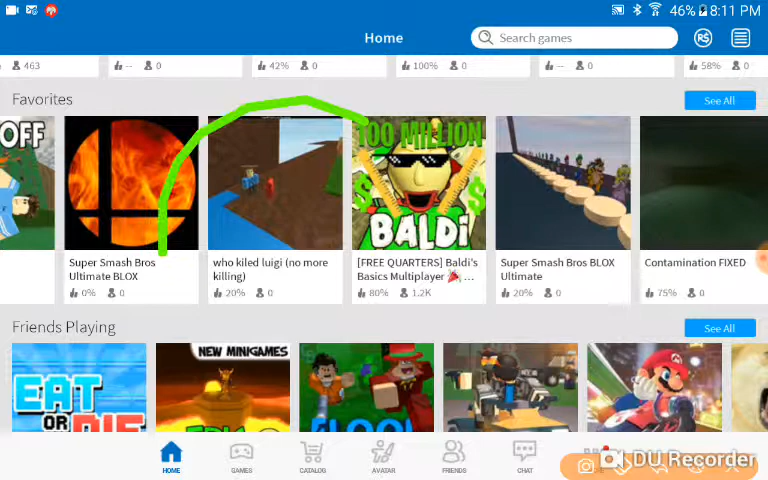 46% 8:11 PM
Home
Search games
R$
463
-- 0
42% 0
100% 0
-- 0
58% 0
Favorites
See All
OFF
100 MILLION
BALDi
Super Smash Bros
Ultimate BLOX
0% 0
who kiled luigi (no more
killing)
20% 0
[FREE QUARTERS] Baldi's
Basics Multiplayer 🎉 ...
80% 1.2K
Super Smash Bros BLOX
Ultimate
20% 0
Contamination FIXED
75% 0
Friends Playing
See All
EAT
OR DIE
NEW MINIGAMES
EPIC
HOME
GAMES
CATALOG
AVATAR
FRIENDS
CHAT
DU Recorder